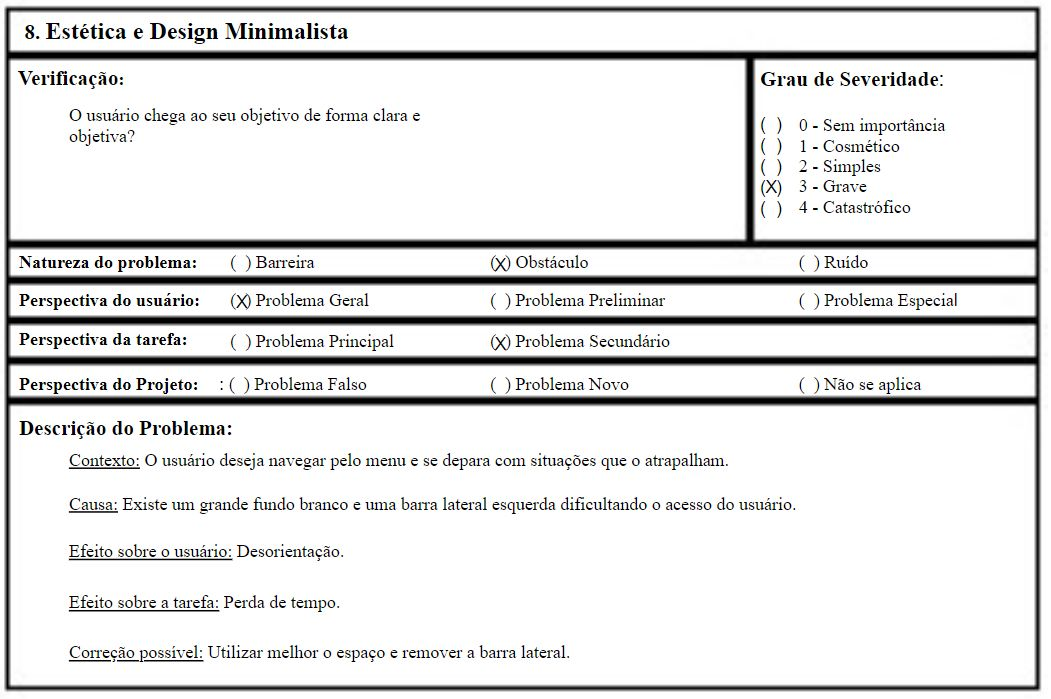 8. Estética e Design Minimalista
Verificação:
O usuário chega ao seu objetivo de forma clara e
objetiva?
Grau de Severidade:
( ) 0 - Sem importância
( ) 1 - Cosmético
( ) 2 - Simples
(X) 3 - Grave
( ) 4 - Catastrófico
Natureza do problema: ( ) Barreira (X) Obstáculo ( ) Ruído
Perspectiva do usuário: (X) Problema Geral ( ) Problema Preliminar ( ) Problema Especial
Perspectiva da tarefa: ( ) Problema Principal (X) Problema Secundário
Perspectiva do Projeto: : ( ) Problema Falso ( ) Problema Novo ( ) Não se aplica
Descrição do Problema:
Contexto: O usuário deseja navegar pelo menu e se depara com situações que o atrapalham.
Causa: Existe um grande fundo branco e uma barra lateral esquerda dificultando o acesso do usuário.
Efeito sobre o usuário: Desorientação.
Efeito sobre a tarefa: Perda de tempo.
Correção possível: Utilizar melhor o espaço e remover a barra lateral.